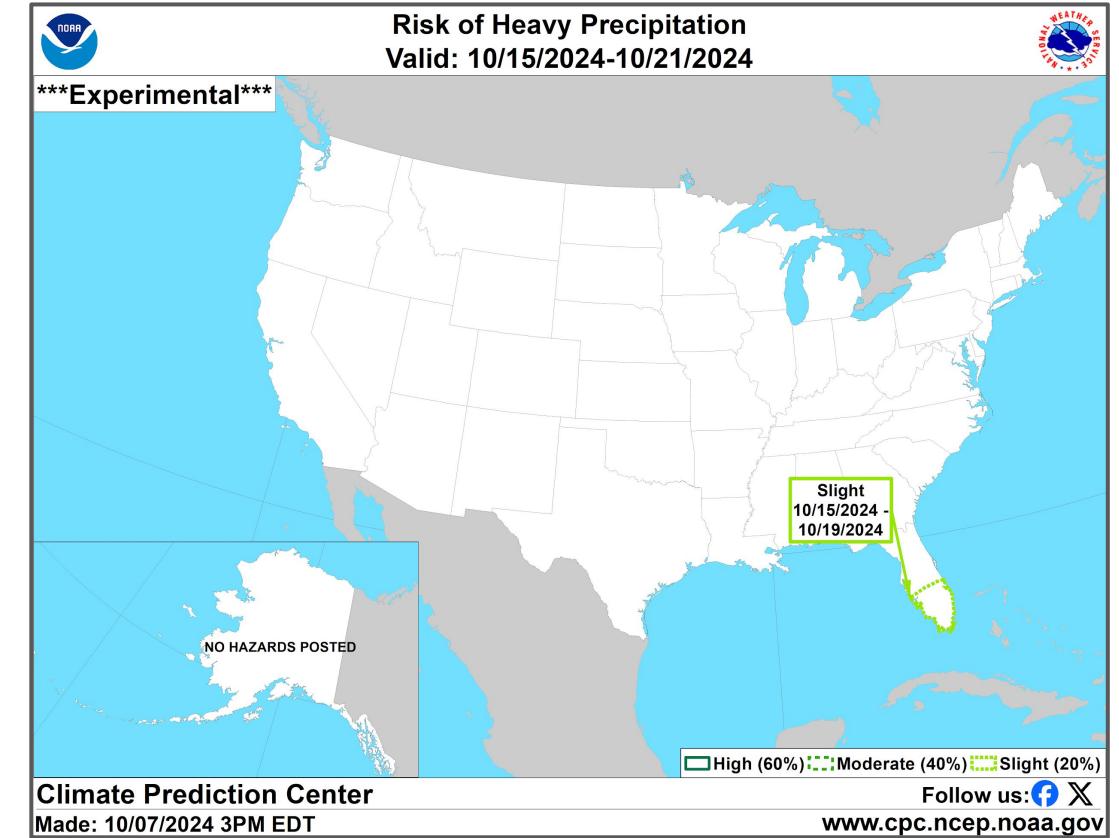 NOAA
Risk of Heavy Precipitation
Valid: 10/15/2024-10/21/2024
NATIONAL WEATHER SERVICE
***Experimental***
Slight
10/15/2024 -
10/19/2024
NO HAZARDS POSTED
High (60%) Moderate (40%) Slight (20%)
Climate Prediction Center
Follow us:
Made: 10/07/2024 3PM EDT
www.cpc.ncep.noaa.gov